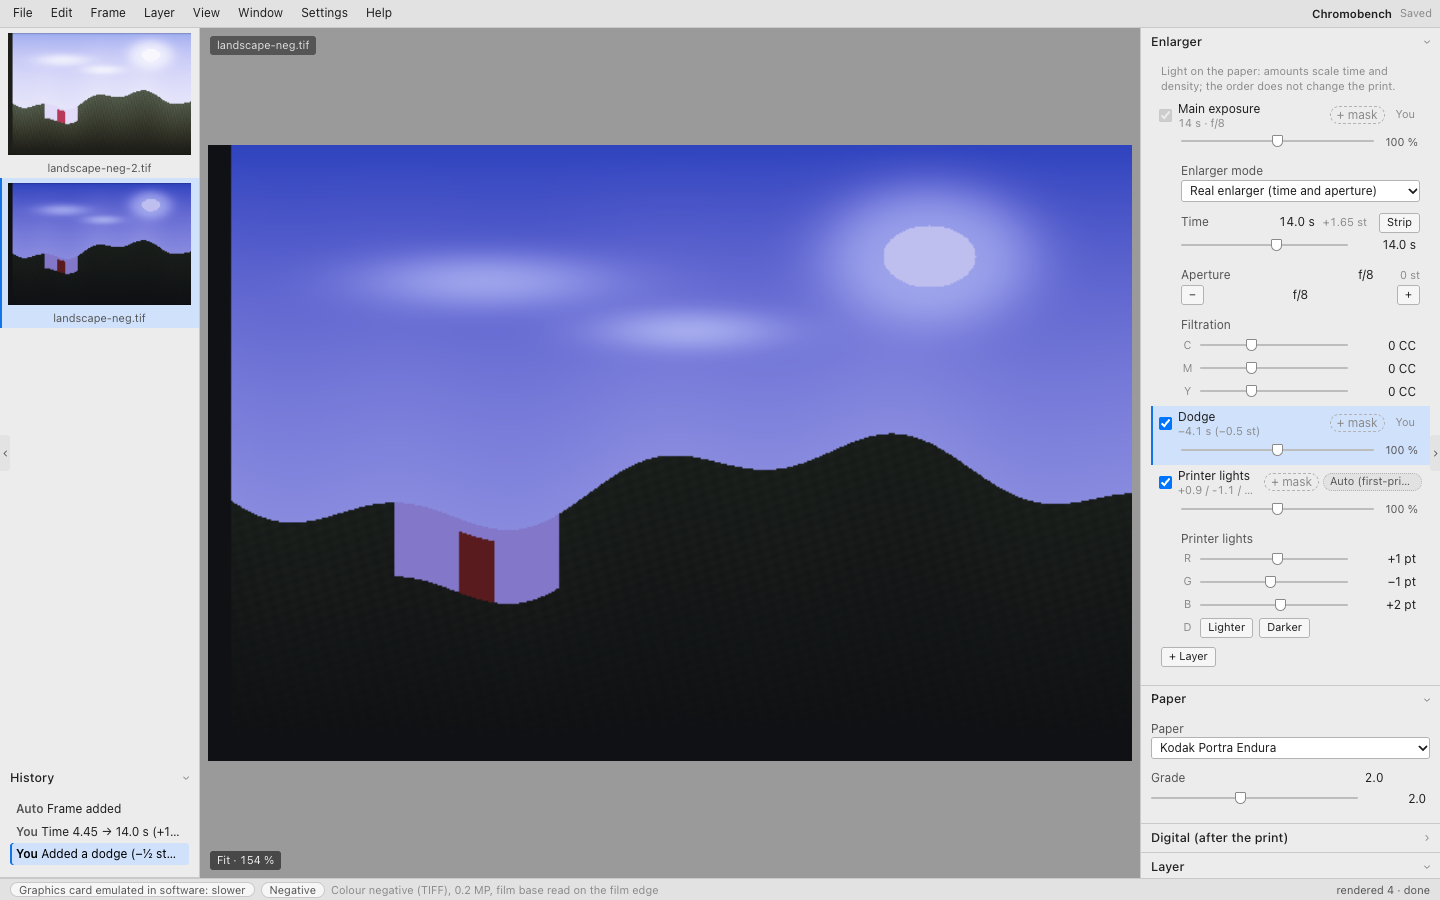 File Edit Frame Layer View Window Settings Help
Chromobench Saved
landscape-neg-2.tif
landscape-neg.tif
History
Auto Frame added
You Time 4.45 → 14.0 s (+1...
You Added a dodge (−½ st...
landscape-neg.tif
Fit · 154 %
Enlarger
Light on the paper: amounts scale time and
density; the order does not change the print.
Main exposure + mask You
14 s · f/8
100 %
Enlarger mode
Real enlarger (time and aperture)
Time 14.0 s +1.65 st Strip
14.0 s
Aperture f/8 0 st
− f/8 +
Filtration
C 0 CC
M 0 CC
Y 0 CC
Dodge + mask You
−4.1 s (−0.5 st)
100 %
Printer lights + mask Auto (first-pri...
+0.9 / -1.1 / ...
100 %
Printer lights
R +1 pt
G −1 pt
B +2 pt
D Lighter Darker
+ Layer
Paper
Paper
Kodak Portra Endura
Grade 2.0
2.0
Digital (after the print)
Layer
Graphics card emulated in software: slower Negative Colour negative (TIFF), 0.2 MP, film base read on the film edge
rendered 4 · done